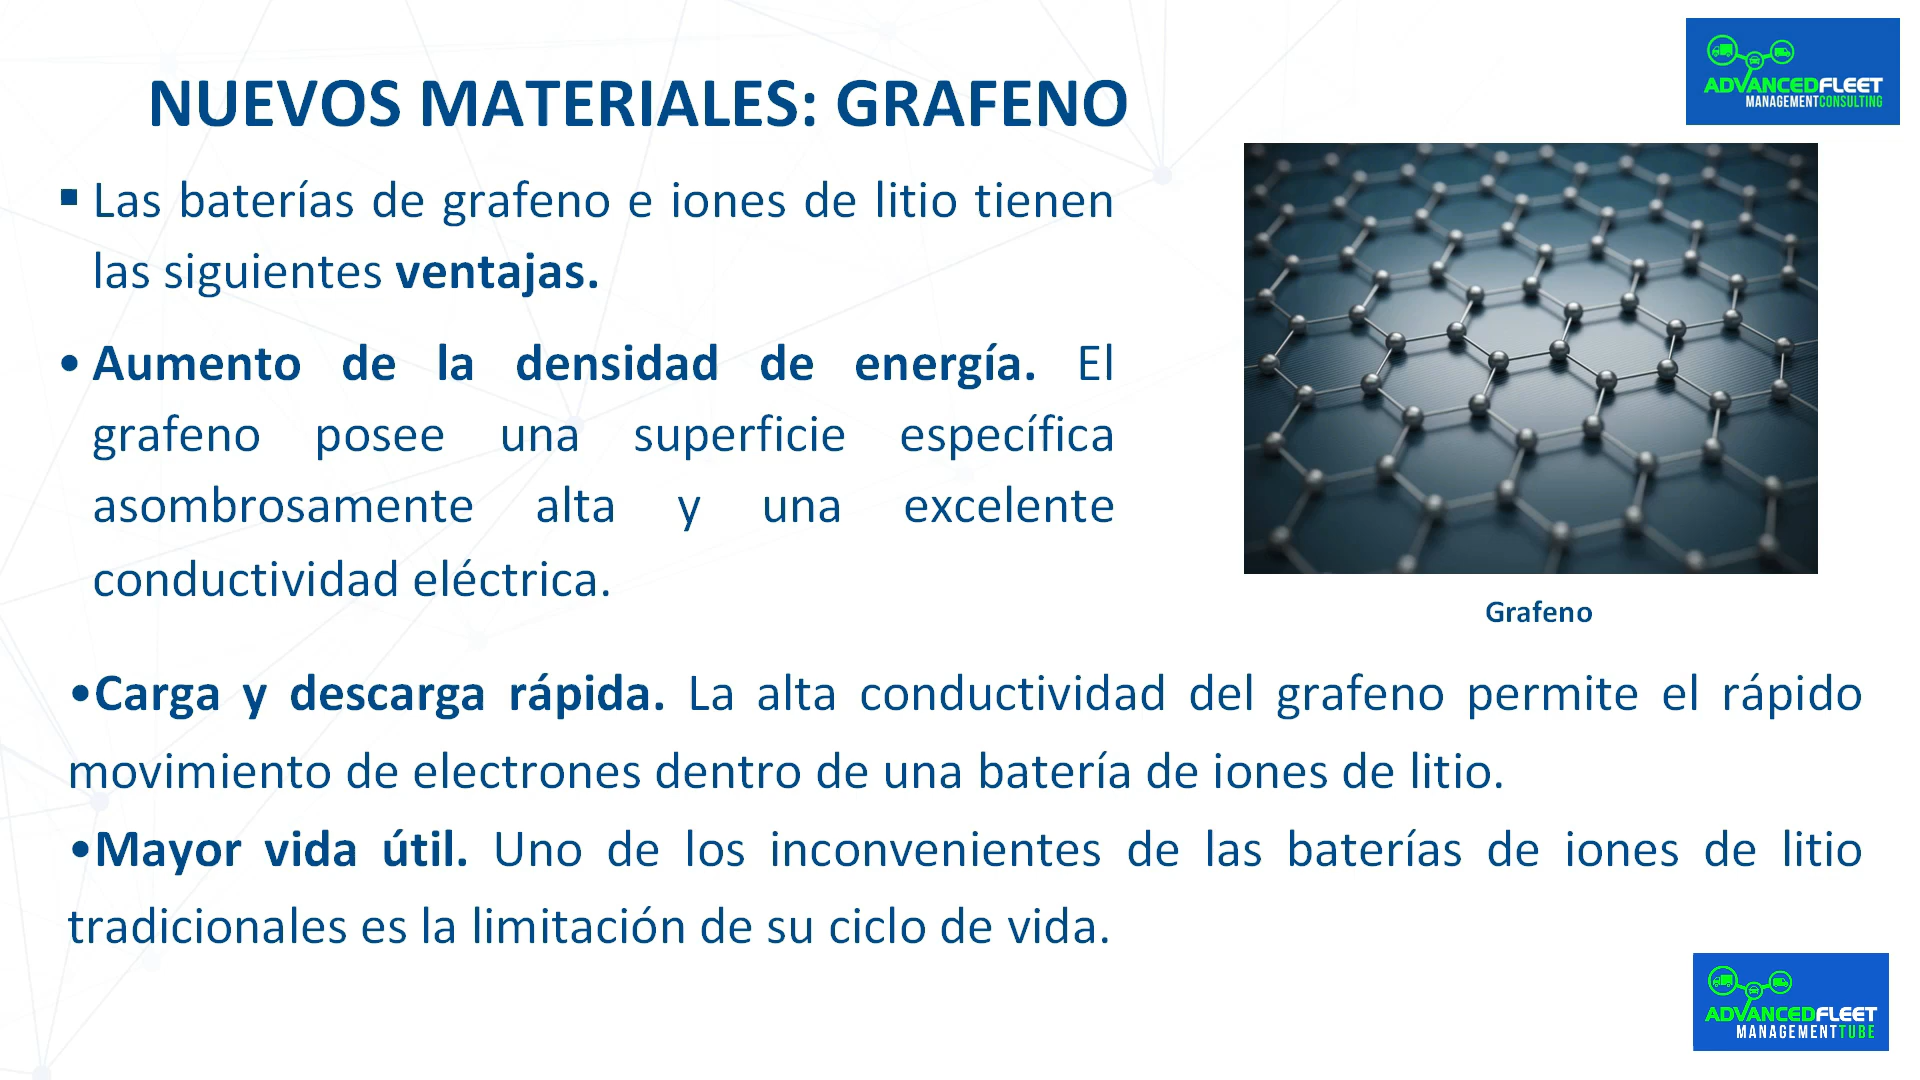 NUEVOS MATERIALES: GRAFENO
ADVANCEDFLEET
MANAGEMENTCONSULTING
▪ Las baterías de grafeno e iones de litio tienen
las siguientes ventajas.
• Aumento de la densidad de energía. El
grafeno posee una superficie específica
asombrosamente alta y una excelente
conductividad eléctrica.
Grafeno
•Carga y descarga rápida. La alta conductividad del grafeno permite el rápido
movimiento de electrones dentro de una batería de iones de litio.
•Mayor vida útil. Uno de los inconvenientes de las baterías de iones de litio
tradicionales es la limitación de su ciclo de vida.
ADVANCEDFLEET
MANAGEMENTTUBE